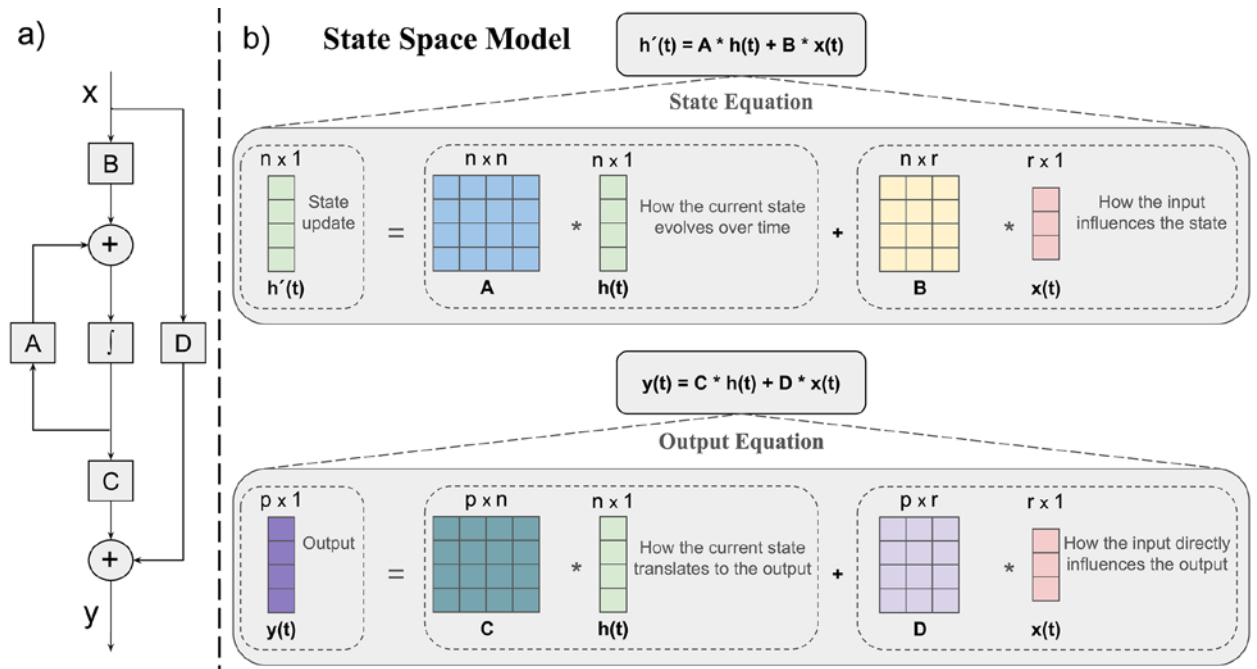 a)
x
B
+
A
∫
D
C
+
y
b)
State Space Model
h´(t) = A * h(t) + B * x(t)
State Equation
n x 1
n x n
n x 1
n x r
r x 1
State
update
=
*
How the current state
evolves over time
+
*
How the input
influences the state
h´(t)
A
h(t)
B
x(t)
y(t) = C * h(t) + D * x(t)
Output Equation
p x 1
p x n
n x 1
p x r
r x 1
Output
=
*
How the current state
translates to the output
+
*
How the input directly
influences the output
y(t)
C
h(t)
D
x(t)